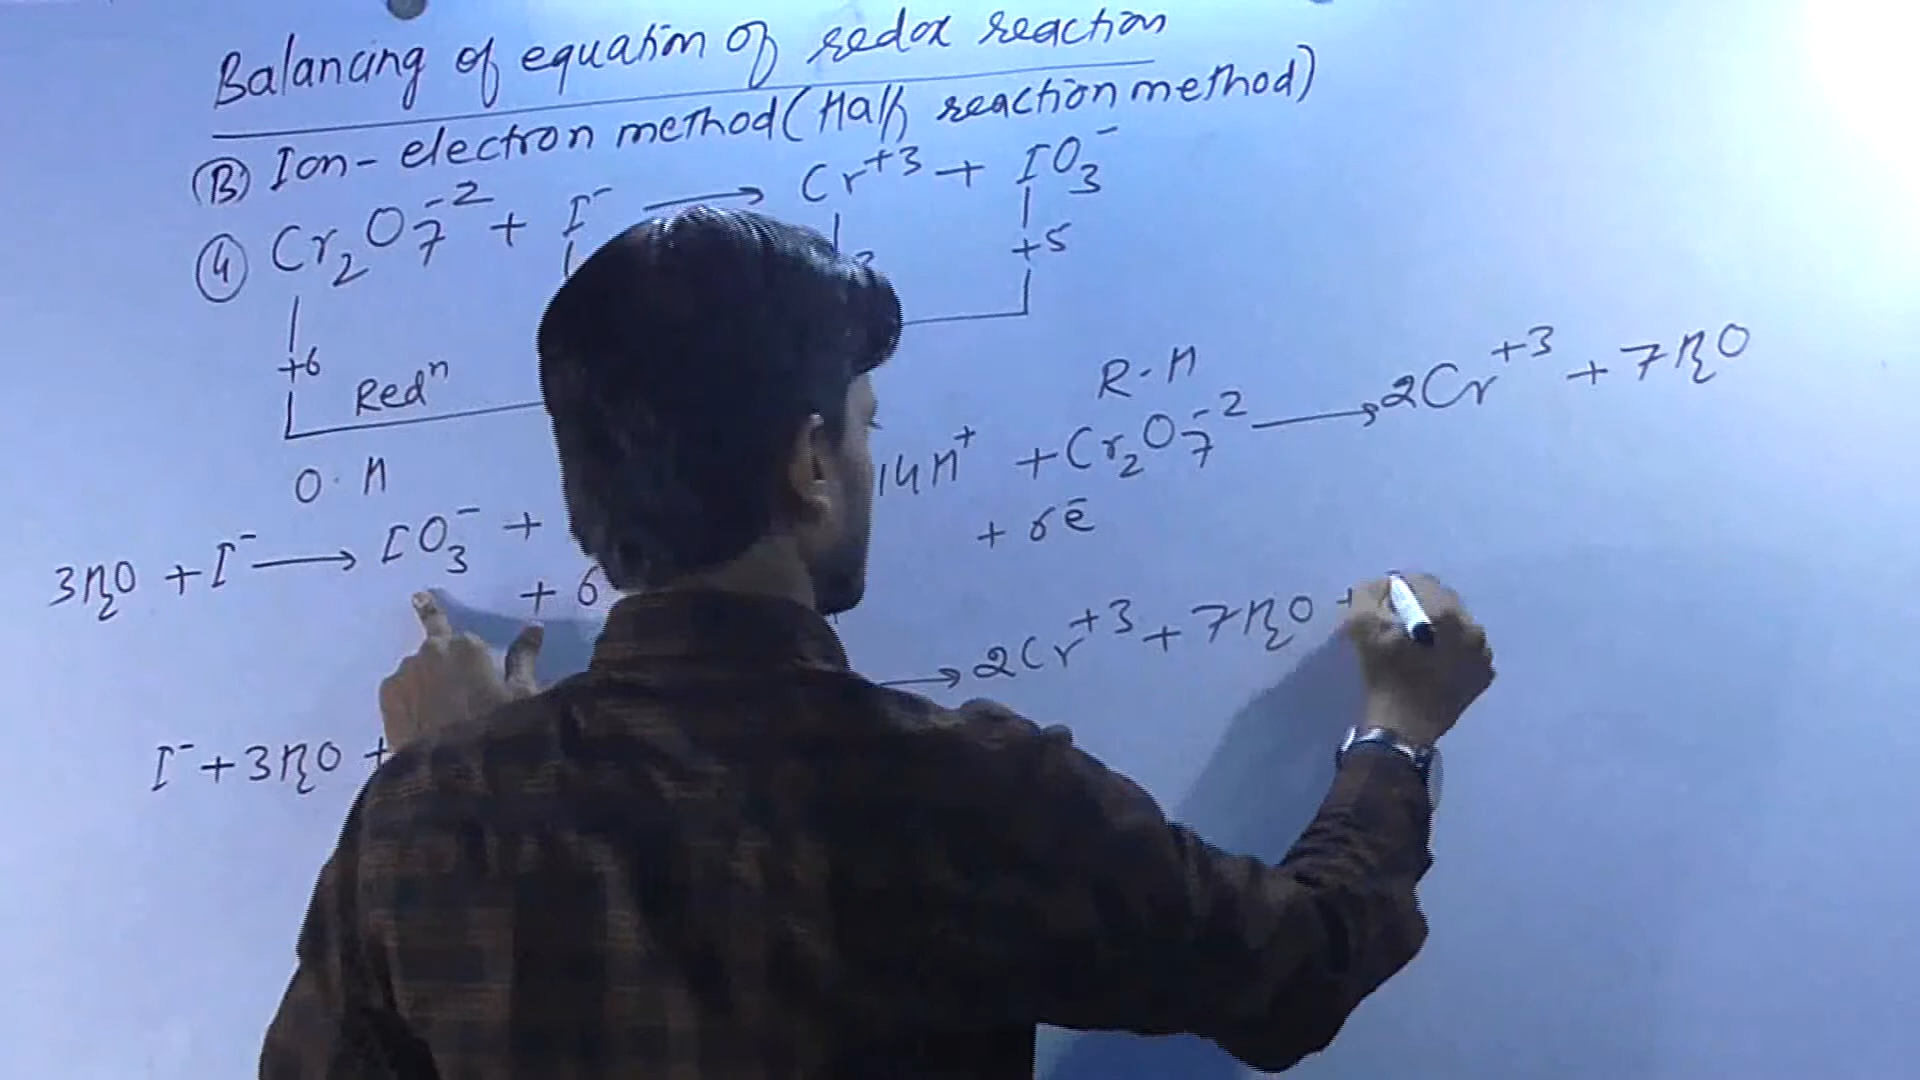 Balancing of equation of redox reaction
(B) Ion-electron method (Half reaction method)
(4) Cr₂O₇⁻² + I⁻ → Cr⁺³ + IO₃⁻
+5
+6
Redⁿ
O.H
R.H
14H⁺ + Cr₂O₇⁻² → 2Cr⁺³ + 7H₂O
+ 6ē
3H₂O + I⁻ → IO₃⁻ +
+ 6
→ 2Cr⁺³ + 7H₂O +
I⁻ + 3H₂O +